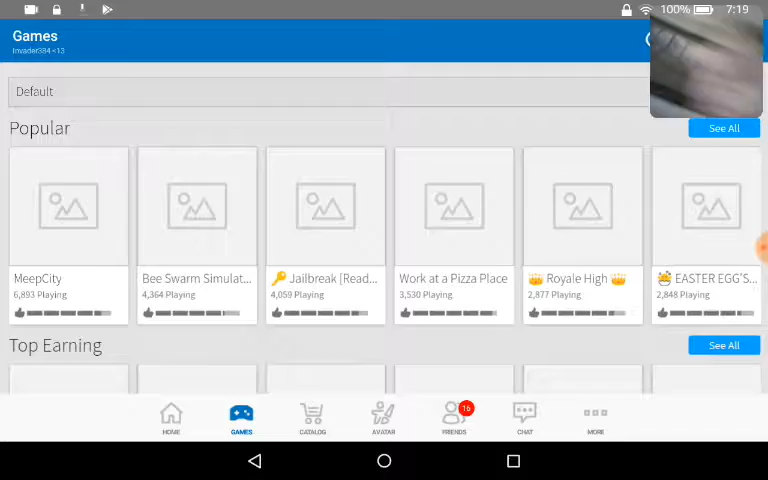 100% 7:19
Games
Invader384 <13
Default
Popular
See All
MeepCity
Bee Swarm Simulat...
🔑 Jailbreak [Read...
Work at a Pizza Place
👑 Royale High 👑
🐣 EASTER EGG'S...
6,893 Playing
4,364 Playing
4,059 Playing
3,530 Playing
2,877 Playing
2,848 Playing
Top Earning
See All
16
HOME
GAMES
CATALOG
AVATAR
FRIENDS
CHAT
MORE